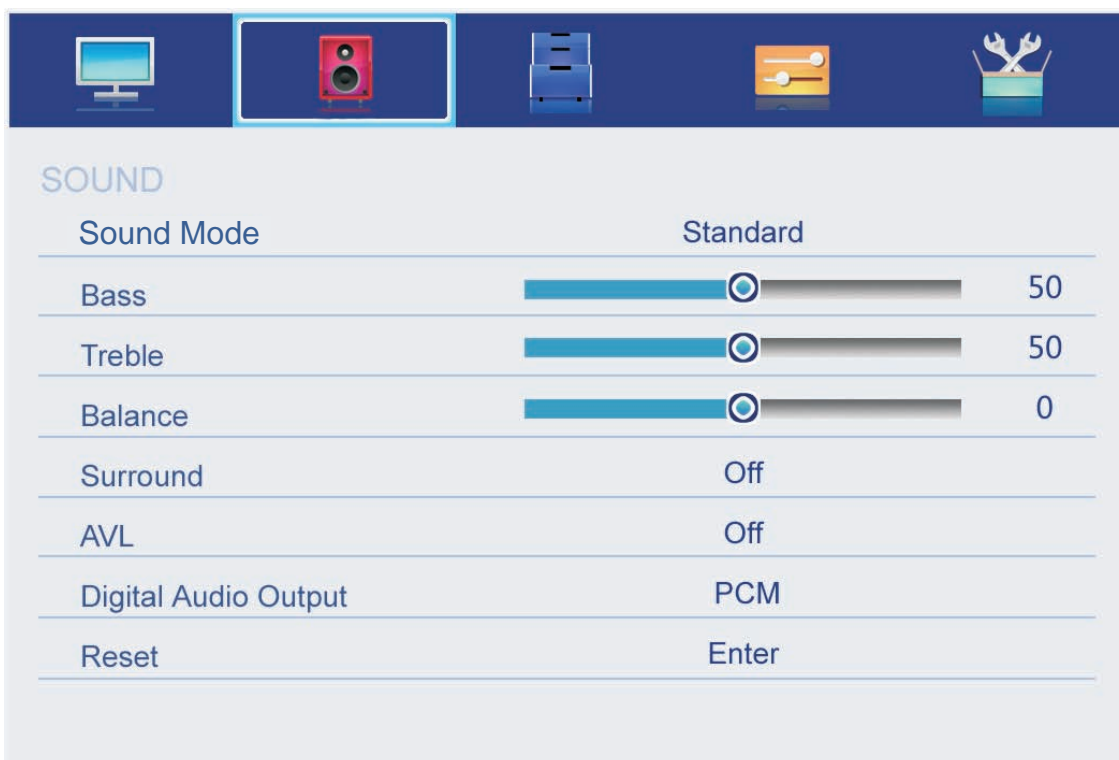 SOUND
Sound Mode Standard
Bass 50
Treble 50
Balance 0
Surround Off
AVL Off
Digital Audio Output PCM
Reset Enter